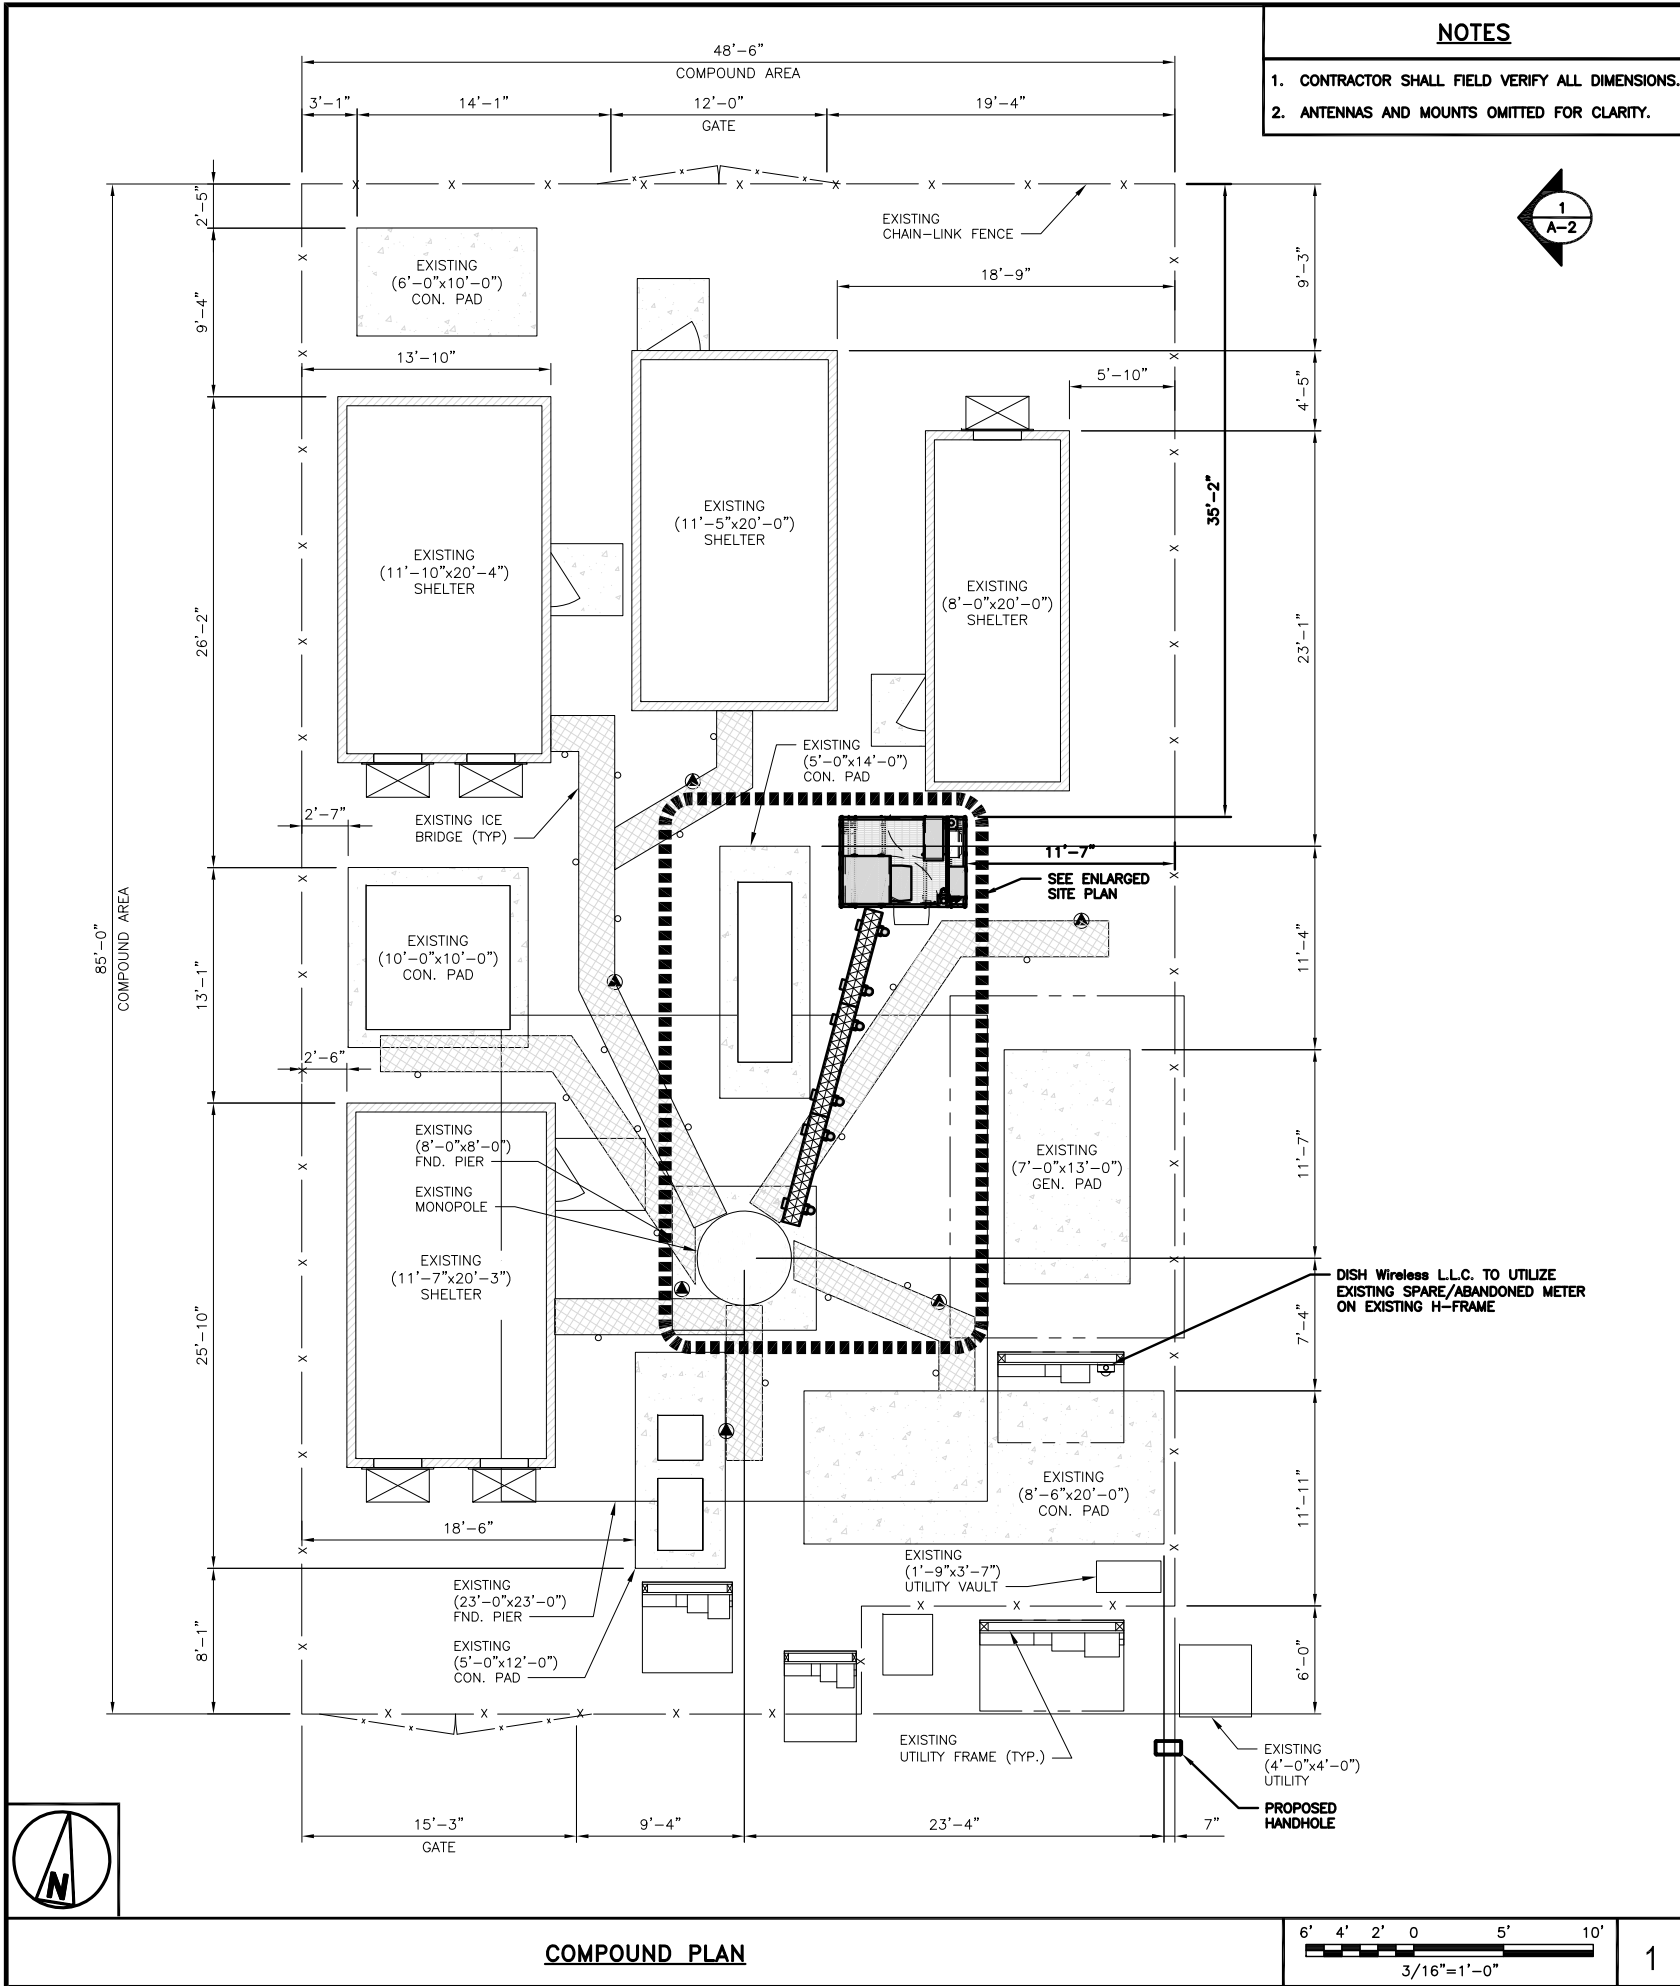 NOTES
1. CONTRACTOR SHALL FIELD VERIFY ALL DIMENSIONS.
2. ANTENNAS AND MOUNTS OMITTED FOR CLARITY.
48'-6"
COMPOUND AREA
3'-1"
14'-1"
12'-0"
GATE
19'-4"
1
A-2
2'-5"
9'-4"
26'-2"
13'-1"
25'-10"
8'-1"
85'-0"
COMPOUND AREA
EXISTING
CHAIN-LINK FENCE
18'-9"
9'-3"
4'-5"
23'-1"
11'-4"
11'-7"
7'-4"
11'-11"
6'-0"
35'-2"
5'-10"
EXISTING
(6'-0"x10'-0")
CON. PAD
13'-10"
EXISTING
(11'-10"x20'-4")
SHELTER
EXISTING
(11'-5"x20'-0")
SHELTER
EXISTING
(8'-0"x20'-0")
SHELTER
EXISTING
(5'-0"x14'-0")
CON. PAD
2'-7"
EXISTING ICE
BRIDGE (TYP)
11'-7"
SEE ENLARGED
SITE PLAN
EXISTING
(10'-0"x10'-0")
CON. PAD
2'-6"
EXISTING
(8'-0"x8'-0")
FND. PIER
EXISTING
MONOPOLE
EXISTING
(7'-0"x13'-0")
GEN. PAD
EXISTING
(11'-7"x20'-3")
SHELTER
DISH Wireless L.L.C. TO UTILIZE
EXISTING SPARE/ABANDONED METER
ON EXISTING H-FRAME
EXISTING
(8'-6"x20'-0")
CON. PAD
18'-6"
EXISTING
(1'-9"x3'-7")
UTILITY VAULT
EXISTING
(23'-0"x23'-0")
FND. PIER
EXISTING
(5'-0"x12'-0")
CON. PAD
EXISTING
UTILITY FRAME (TYP.)
EXISTING
(4'-0"x4'-0")
UTILITY
PROPOSED
HANDHOLE
15'-3"
GATE
9'-4"
23'-4"
7"
N
COMPOUND PLAN
6' 4' 2' 0 5' 10'
3/16"=1'-0"
1